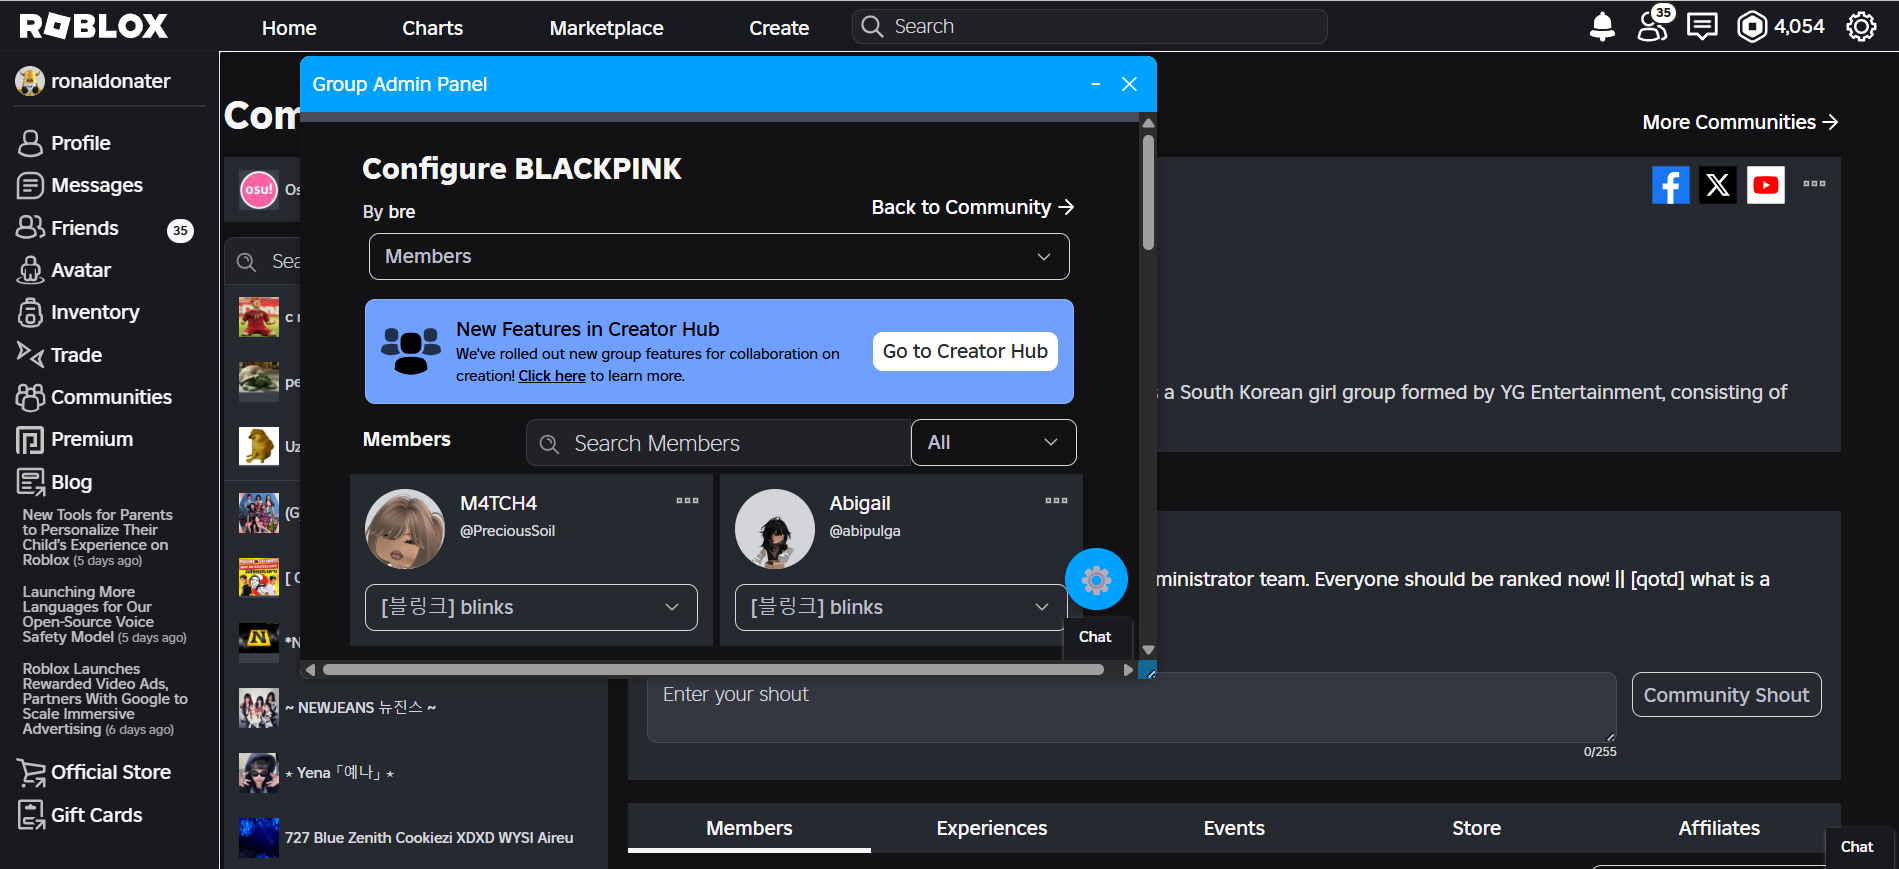 ROBLOX
Home
Charts
Marketplace
Create
Search
35
4,054
ronaldonater
Profile
Messages
Friends
35
Avatar
Inventory
Trade
Communities
Premium
Blog
New Tools for Parents
to Personalize Their
Child's Experience on
Roblox (5 days ago)
Launching More
Languages for Our
Open-Source Voice
Safety Model (5 days ago)
Roblox Launches
Rewarded Video Ads,
Partners With Google to
Scale Immersive
Advertising (6 days ago)
Official Store
Gift Cards
Com
More Communities →
osu!
Os
Sea
c r
pe
Uz
(G
[ C
*N
~ NEWJEANS 뉴진스 ~
⋆ Yena「예나」⋆
727 Blue Zenith Cookiezi XDXD WYSI Aireu
Group Admin Panel
Configure BLACKPINK
By bre
Back to Community →
Members
New Features in Creator Hub
We've rolled out new group features for collaboration on
creation! Click here to learn more.
Go to Creator Hub
Members
Search Members
All
M4TCH4
@PreciousSoil
[블링크] blinks
Abigail
@abipulga
[블링크] blinks
Chat
a South Korean girl group formed by YG Entertainment, consisting of
ministrator team. Everyone should be ranked now! || [qotd] what is a
Enter your shout
Community Shout
0/255
Members
Experiences
Events
Store
Affiliates
Chat